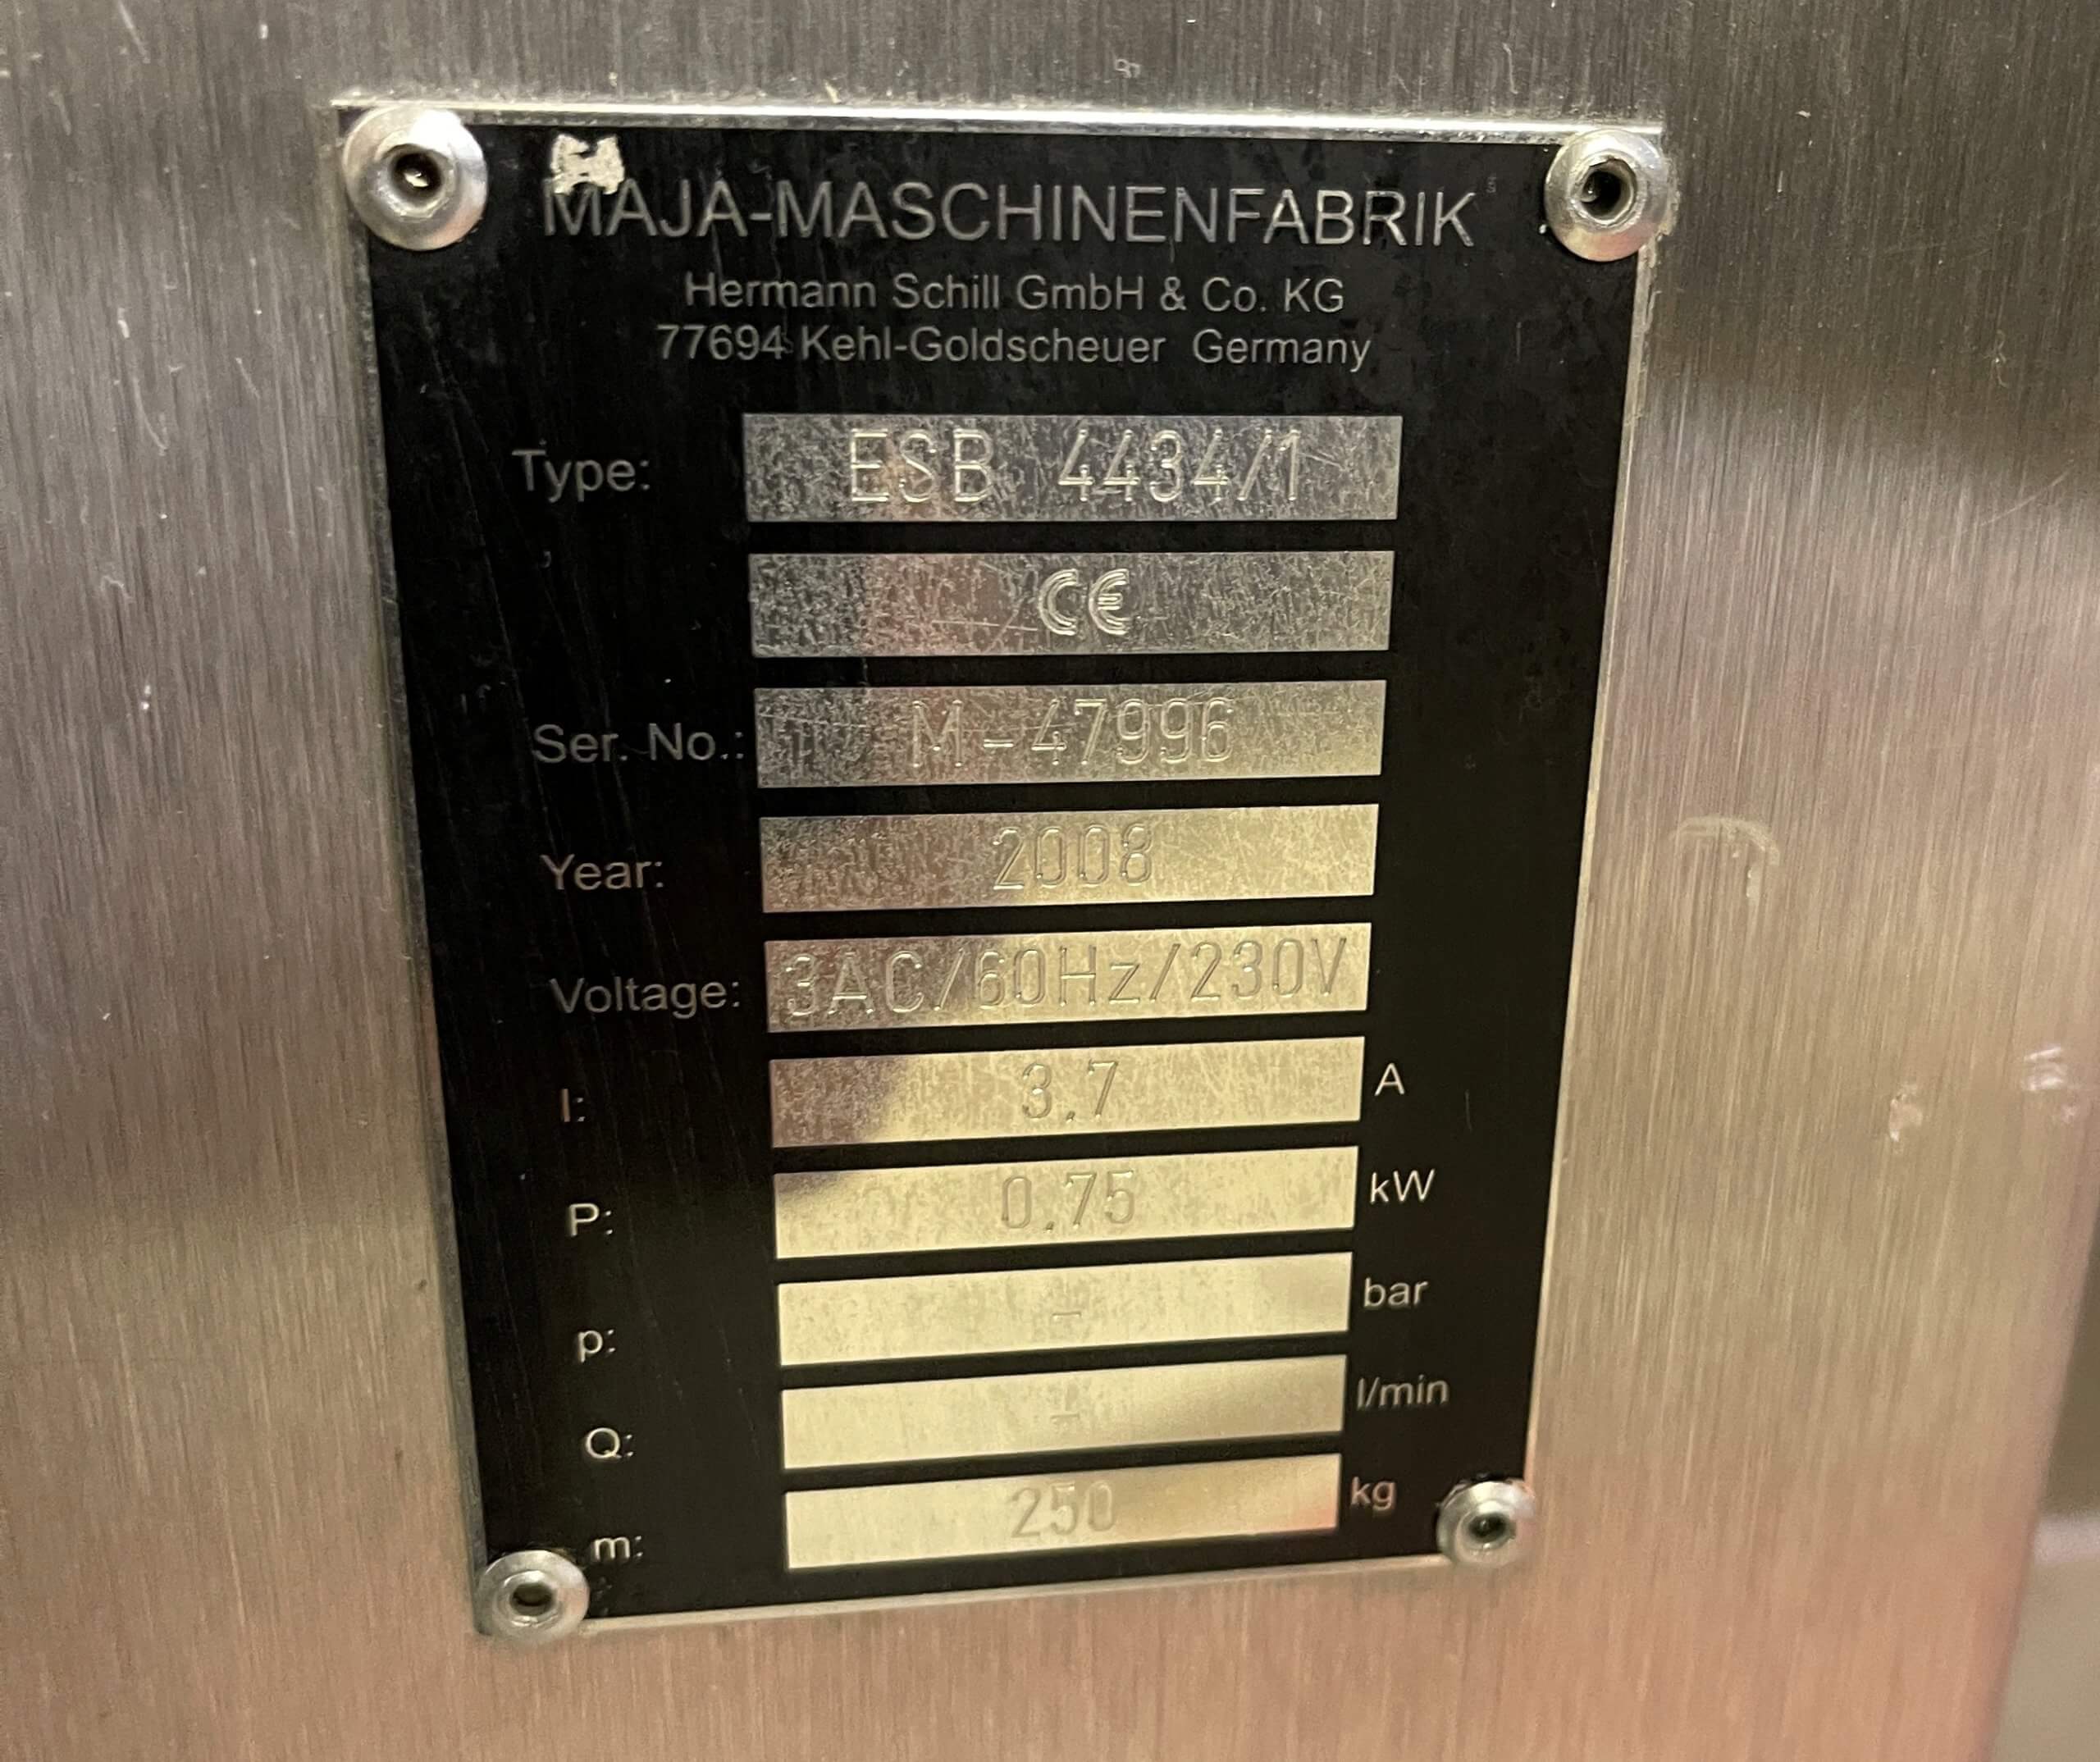 MAJA-MASCHINENFABRIK
Hermann Schill GmbH & Co. KG
77694 Kehl-Goldscheuer Germany
Type: ESB 4434/1
CE
Ser. No.: M-47996
Year: 2008
Voltage: 3AC/60Hz/230V
I: 3.7 A
P: 0.75 kW
p: - bar
Q: - l/min
m: 250 kg